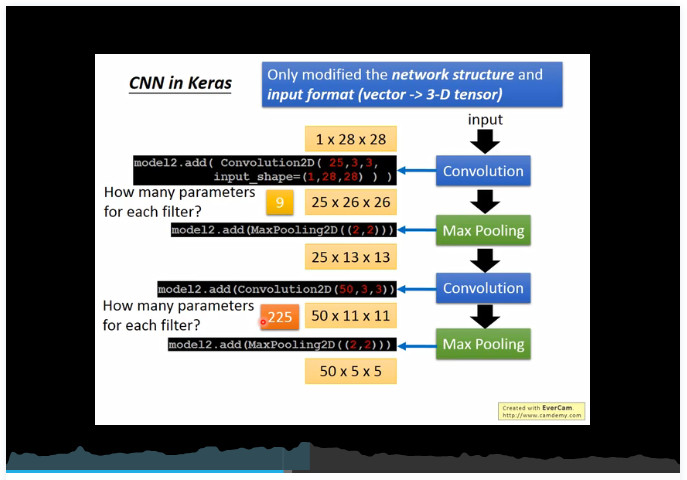 CNN in Keras
Only modified the network structure and
input format (vector -> 3-D tensor)
input
1 x 28 x 28
model2.add( Convolution2D( 25,3,3,
input_shape=(1,28,28) ) )
Convolution
How many parameters
for each filter?
9
25 x 26 x 26
model2.add(MaxPooling2D((2,2)))
Max Pooling
25 x 13 x 13
model2.add(Convolution2D(50,3,3))
Convolution
How many parameters
for each filter?
225
50 x 11 x 11
model2.add(MaxPooling2D((2,2)))
Max Pooling
50 x 5 x 5
Created with EverCam
http://www.camdemy.com